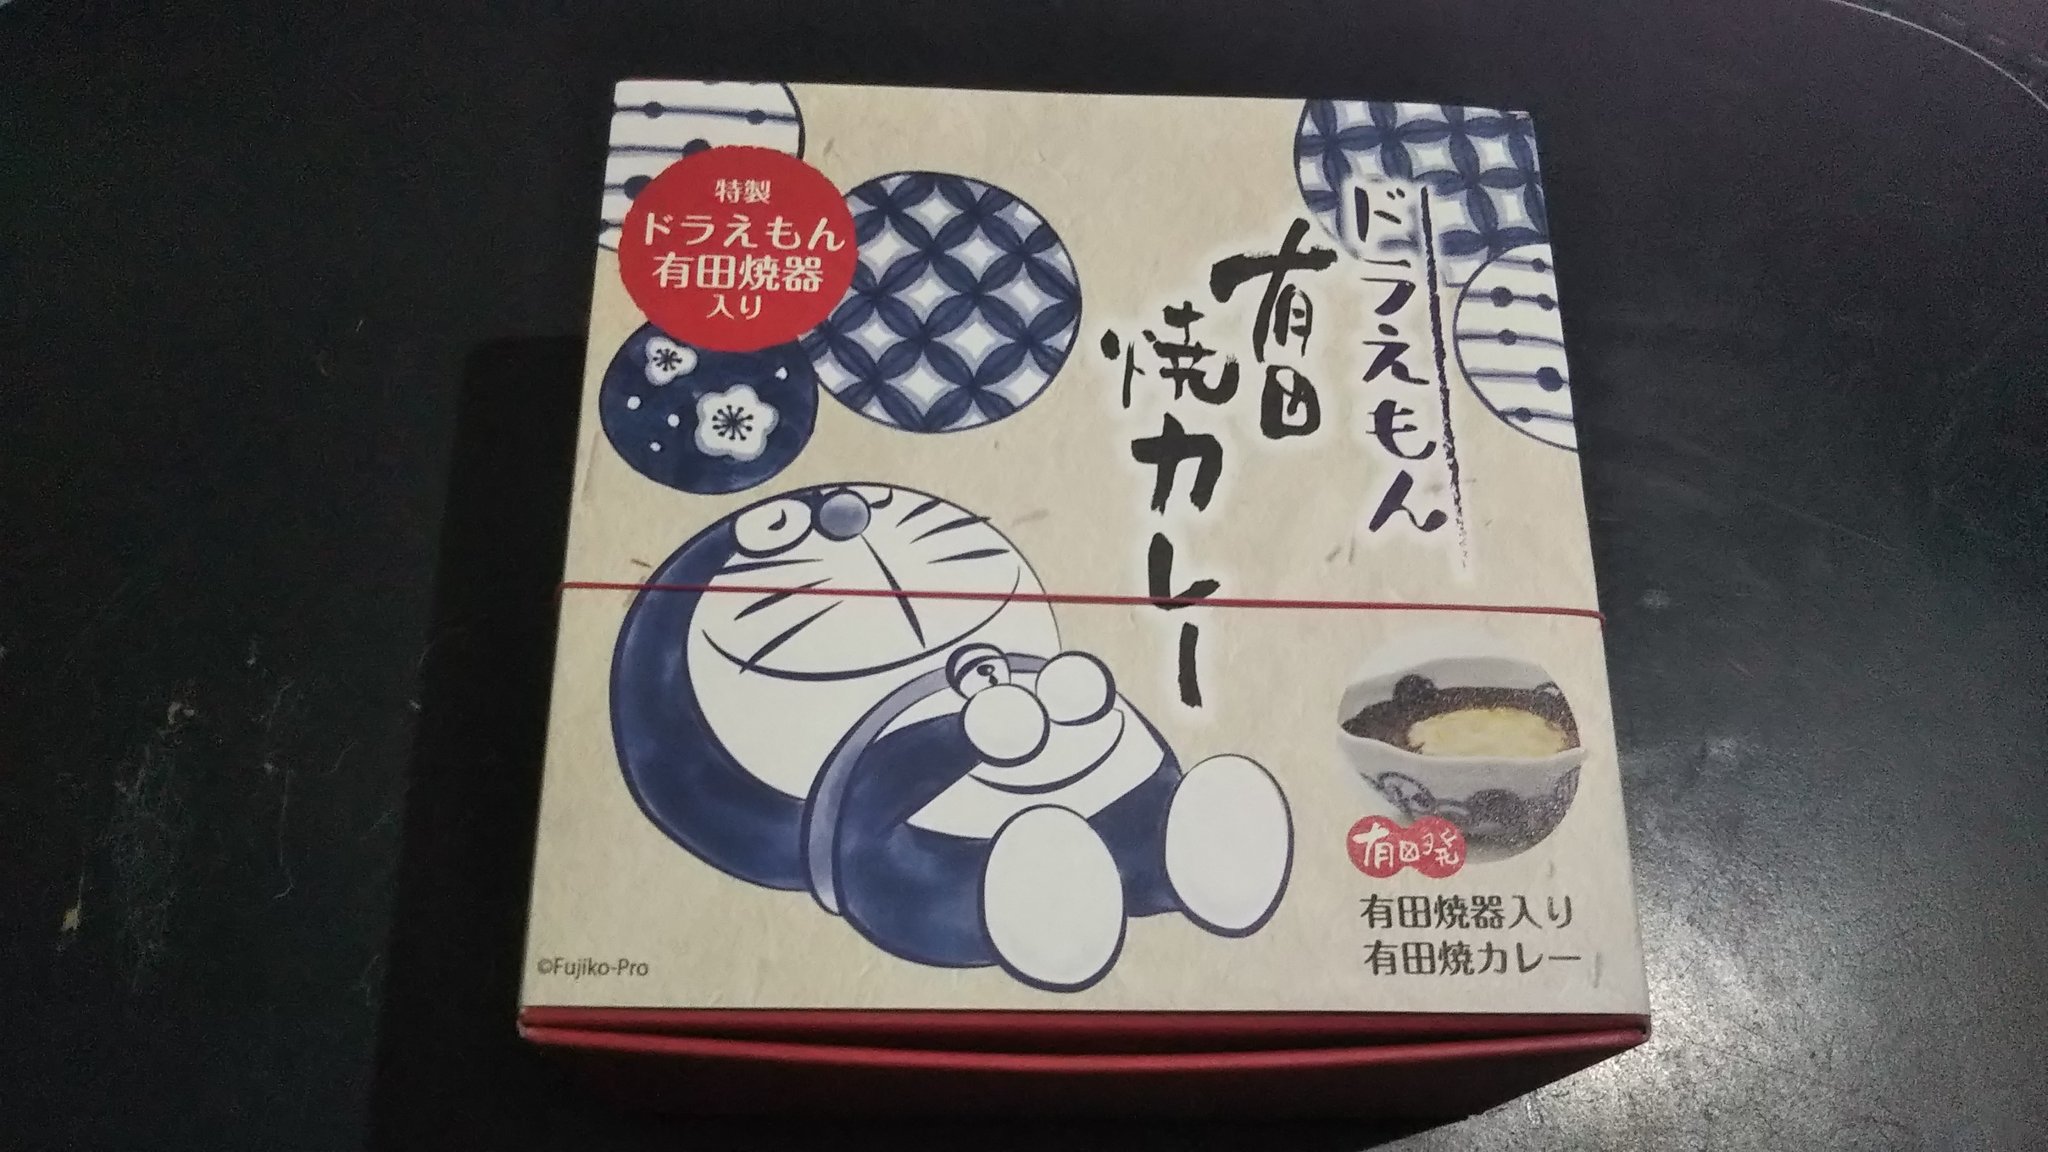 特製
ドラえもん
有田焼器
入り
ドラえもん
有田
焼カレー
有田焼
有田焼器入り
有田焼カレー
©Fujiko-Pro